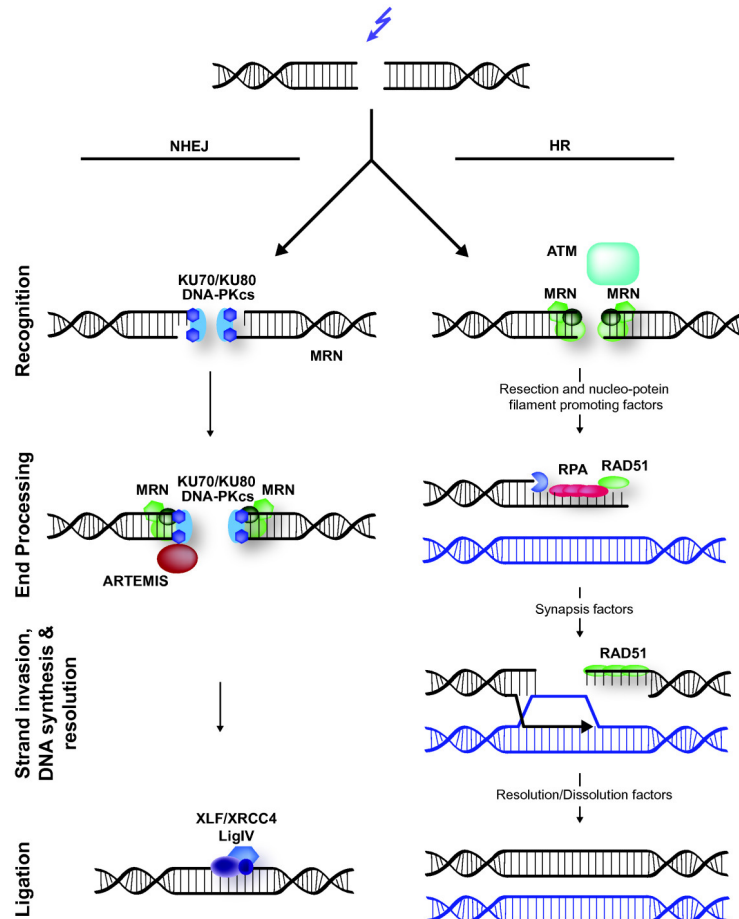 NHEJ
HR
Recognition
KU70/KU80
DNA-PKcs
MRN
ATM
MRN
MRN
Resection and nucleo-potein
filament promoting factors
End Processing
MRN
KU70/KU80
DNA-PKcs
MRN
ARTEMIS
RPA
RAD51
Synapsis factors
Strand invasion,
DNA synthesis &
resolution
RAD51
Resolution/Dissolution factors
Ligation
XLF/XRCC4
LigIV